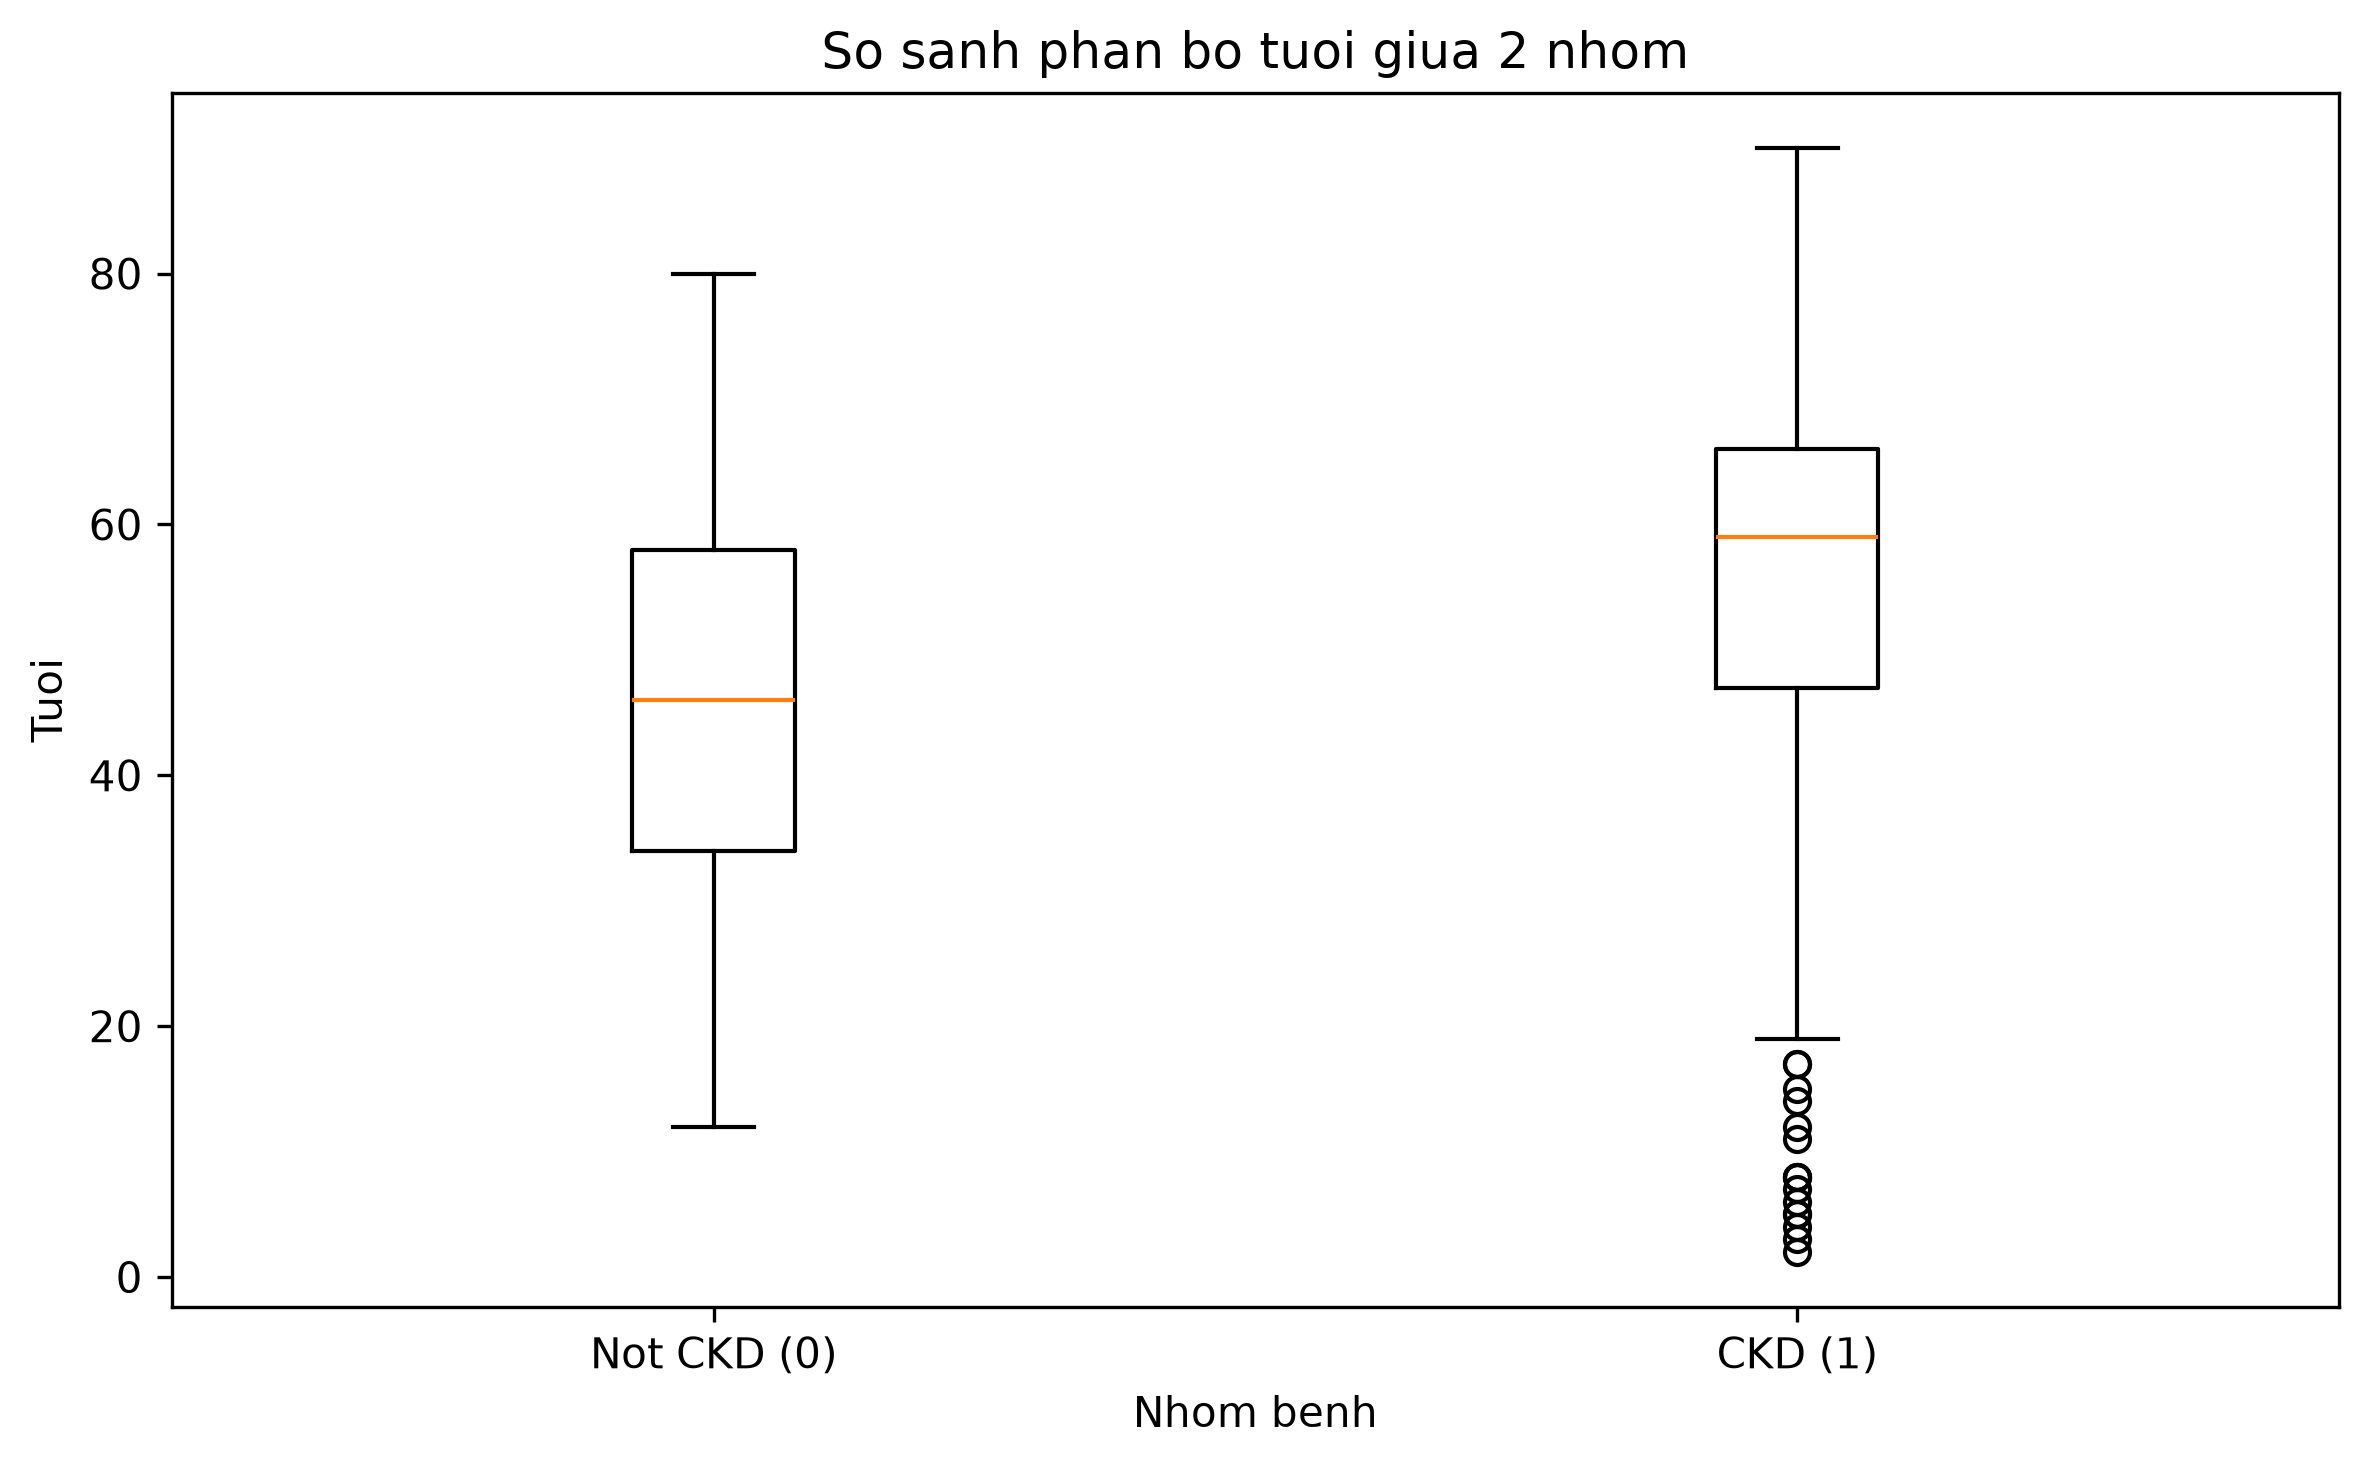 So sanh phan bo tuoi giua 2 nhom
Tuoi
80
60
40
20
0
Not CKD (0)
CKD (1)
Nhom benh